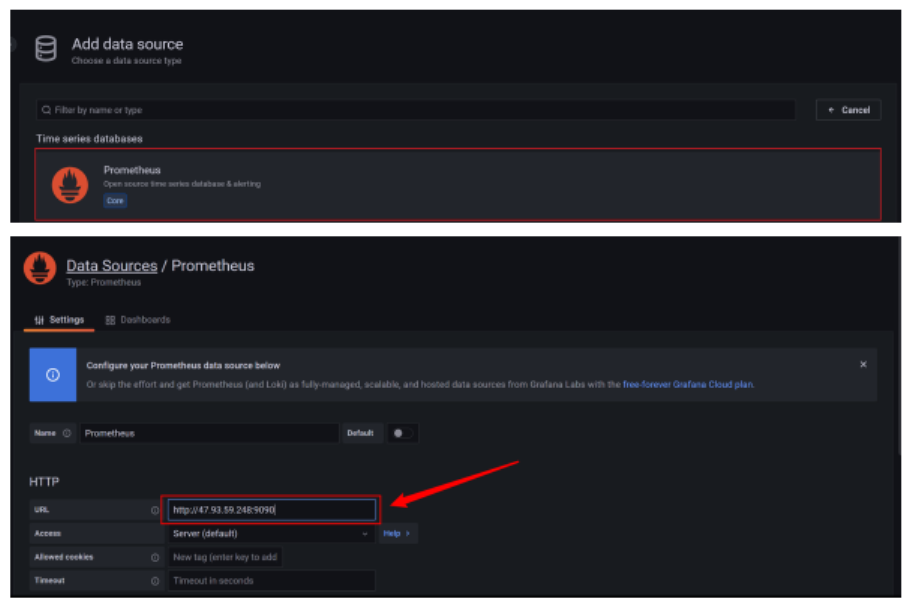 Add data source
Choose a data source type
Filter by name or type
Cancel
Time series databases
Prometheus
Open source time series database & alerting
Core
Data Sources / Prometheus
Type: Prometheus
Settings
Dashboards
Configure your Prometheus data source below
Or skip the effort and get Prometheus (and Loki) as fully-managed, scalable, and hosted data sources from Grafana Labs with the free-forever Grafana Cloud plan.
Name
Prometheus
Default
HTTP
URL
http://47.93.59.248:9090
Access
Server (default)
Help >
Allowed cookies
New tag (enter key to add
Timeout
Timeout in seconds